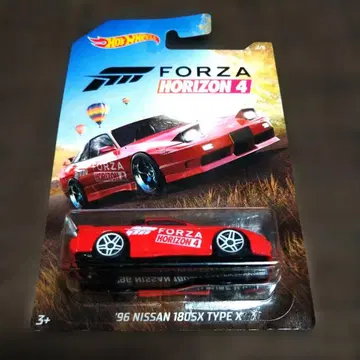 Hot Wheels
FORZA
HORIZON 4
FORZA
HORIZON 4
3+
'96 NISSAN 180SX TYPE X